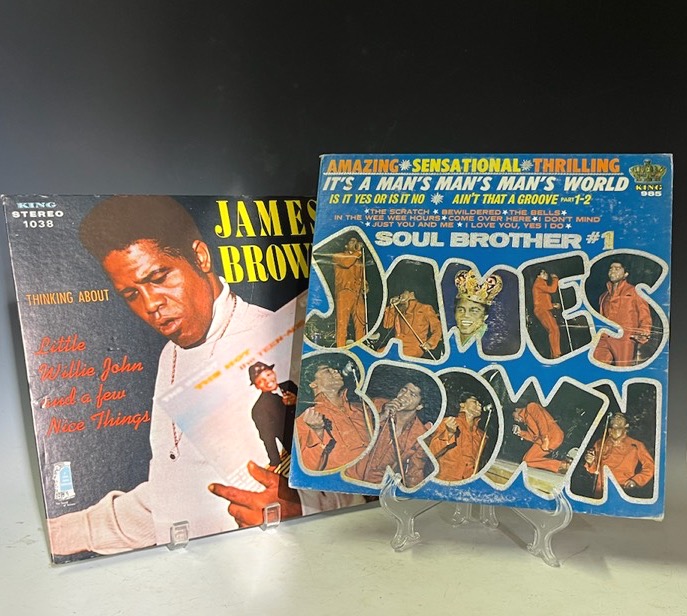 KING
STEREO
1038
JAMES
BROW
THINKING ABOUT
Little
Willie John
and a few
Nice Things
AMAZING SENSATIONAL THRILLING
IT'S A MAN'S MAN'S MAN'S WORLD
IS IT YES OR IS IT NO AIN'T THAT A GROOVE PART 1-2
THE SCRATCH BEWILDERED THE BELLS
IN THE WEE WEE HOURS COME OVER HERE I DON'T MIND
JUST YOU AND ME I LOVE YOU, YES I DO
KING
985
SOUL BROTHER #1
JAMES
BROWN